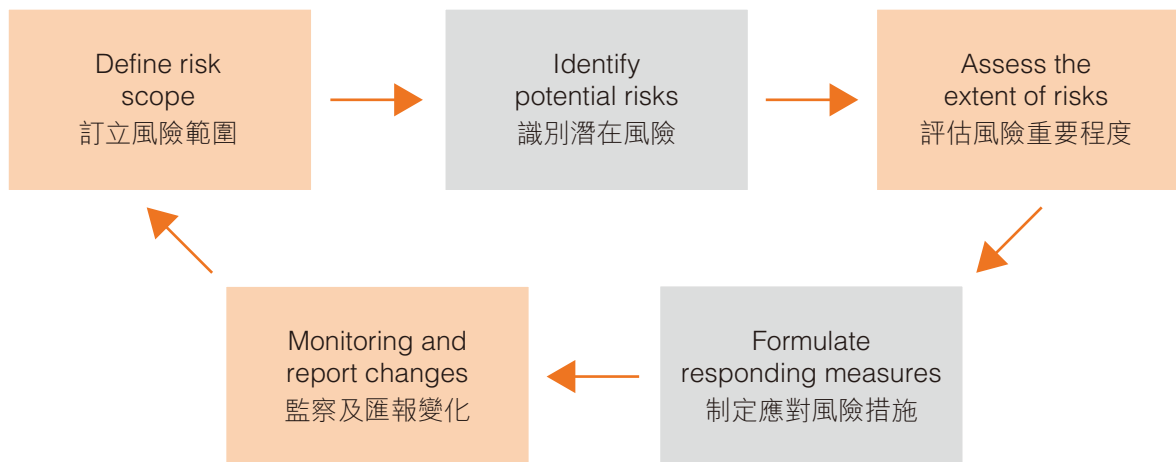 Define risk
scope
訂立風險範圍
Identify
potential risks
識別潛在風險
Assess the
extent of risks
評估風險重要程度
Formulate
responding measures
制定應對風險措施
Monitoring and
report changes
監察及匯報變化